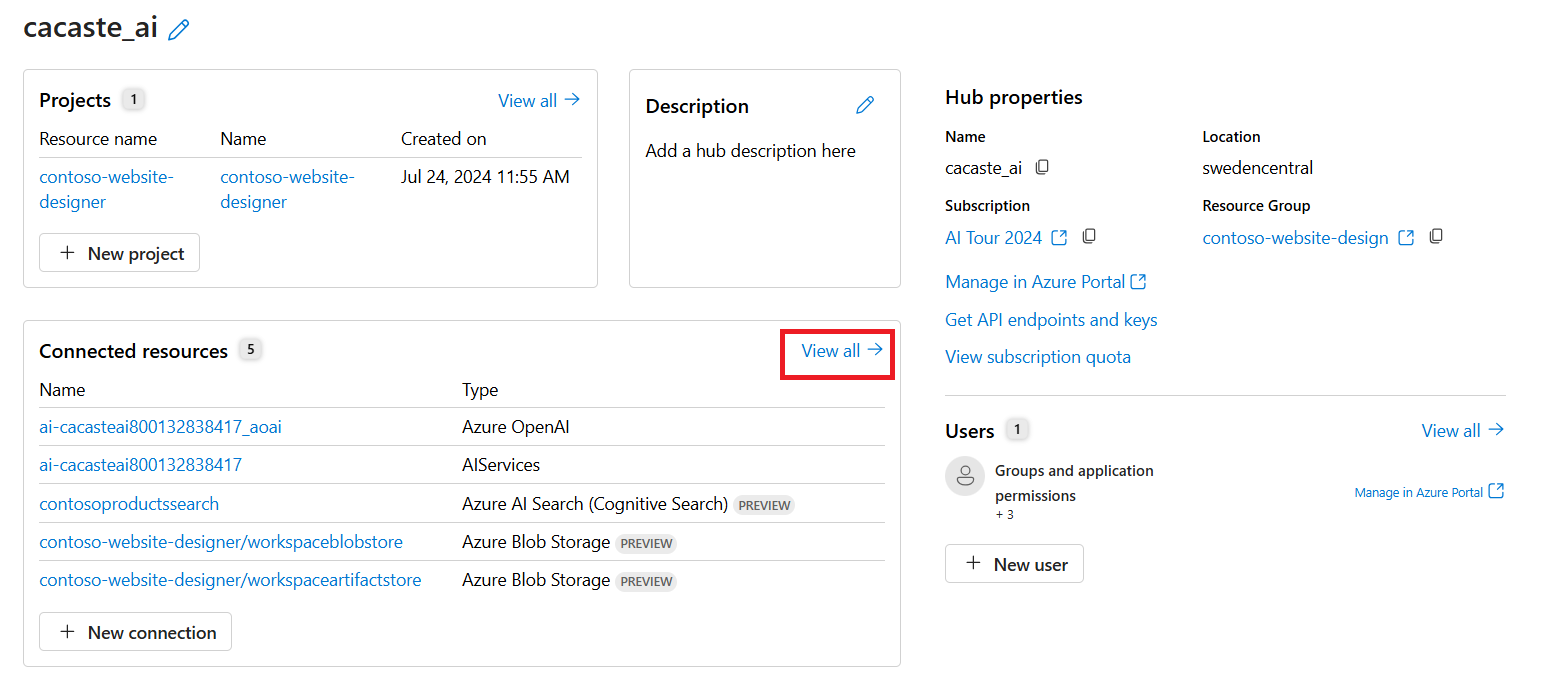 cacaste_ai
Projects 1 View all
Resource name Name Created on
contoso-website- contoso-website- Jul 24, 2024 11:55 AM
designer designer
+ New project
Description
Add a hub description here
Connected resources 5 View all
Name Type
ai-cacasteai800132838417_aoai Azure OpenAI
ai-cacasteai800132838417 AIServices
contosoproductssearch Azure AI Search (Cognitive Search) PREVIEW
contoso-website-designer/workspaceblobstore Azure Blob Storage PREVIEW
contoso-website-designer/workspaceartifactstore Azure Blob Storage PREVIEW
+ New connection
Hub properties
Name Location
cacaste_ai swedencentral
Subscription Resource Group
AI Tour 2024 contoso-website-design
Manage in Azure Portal
Get API endpoints and keys
View subscription quota
Users 1 View all
Groups and application
permissions
+ 3
Manage in Azure Portal
+ New user